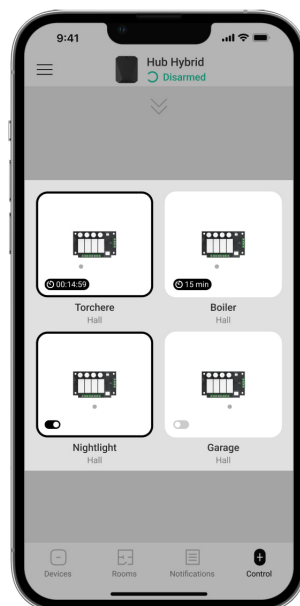 9:41
Hub Hybrid
Disarmed
00:14:59
15 min
Torchere
Hall
Boiler
Hall
Nightlight
Hall
Garage
Hall
Devices
Rooms
Notifications
Control